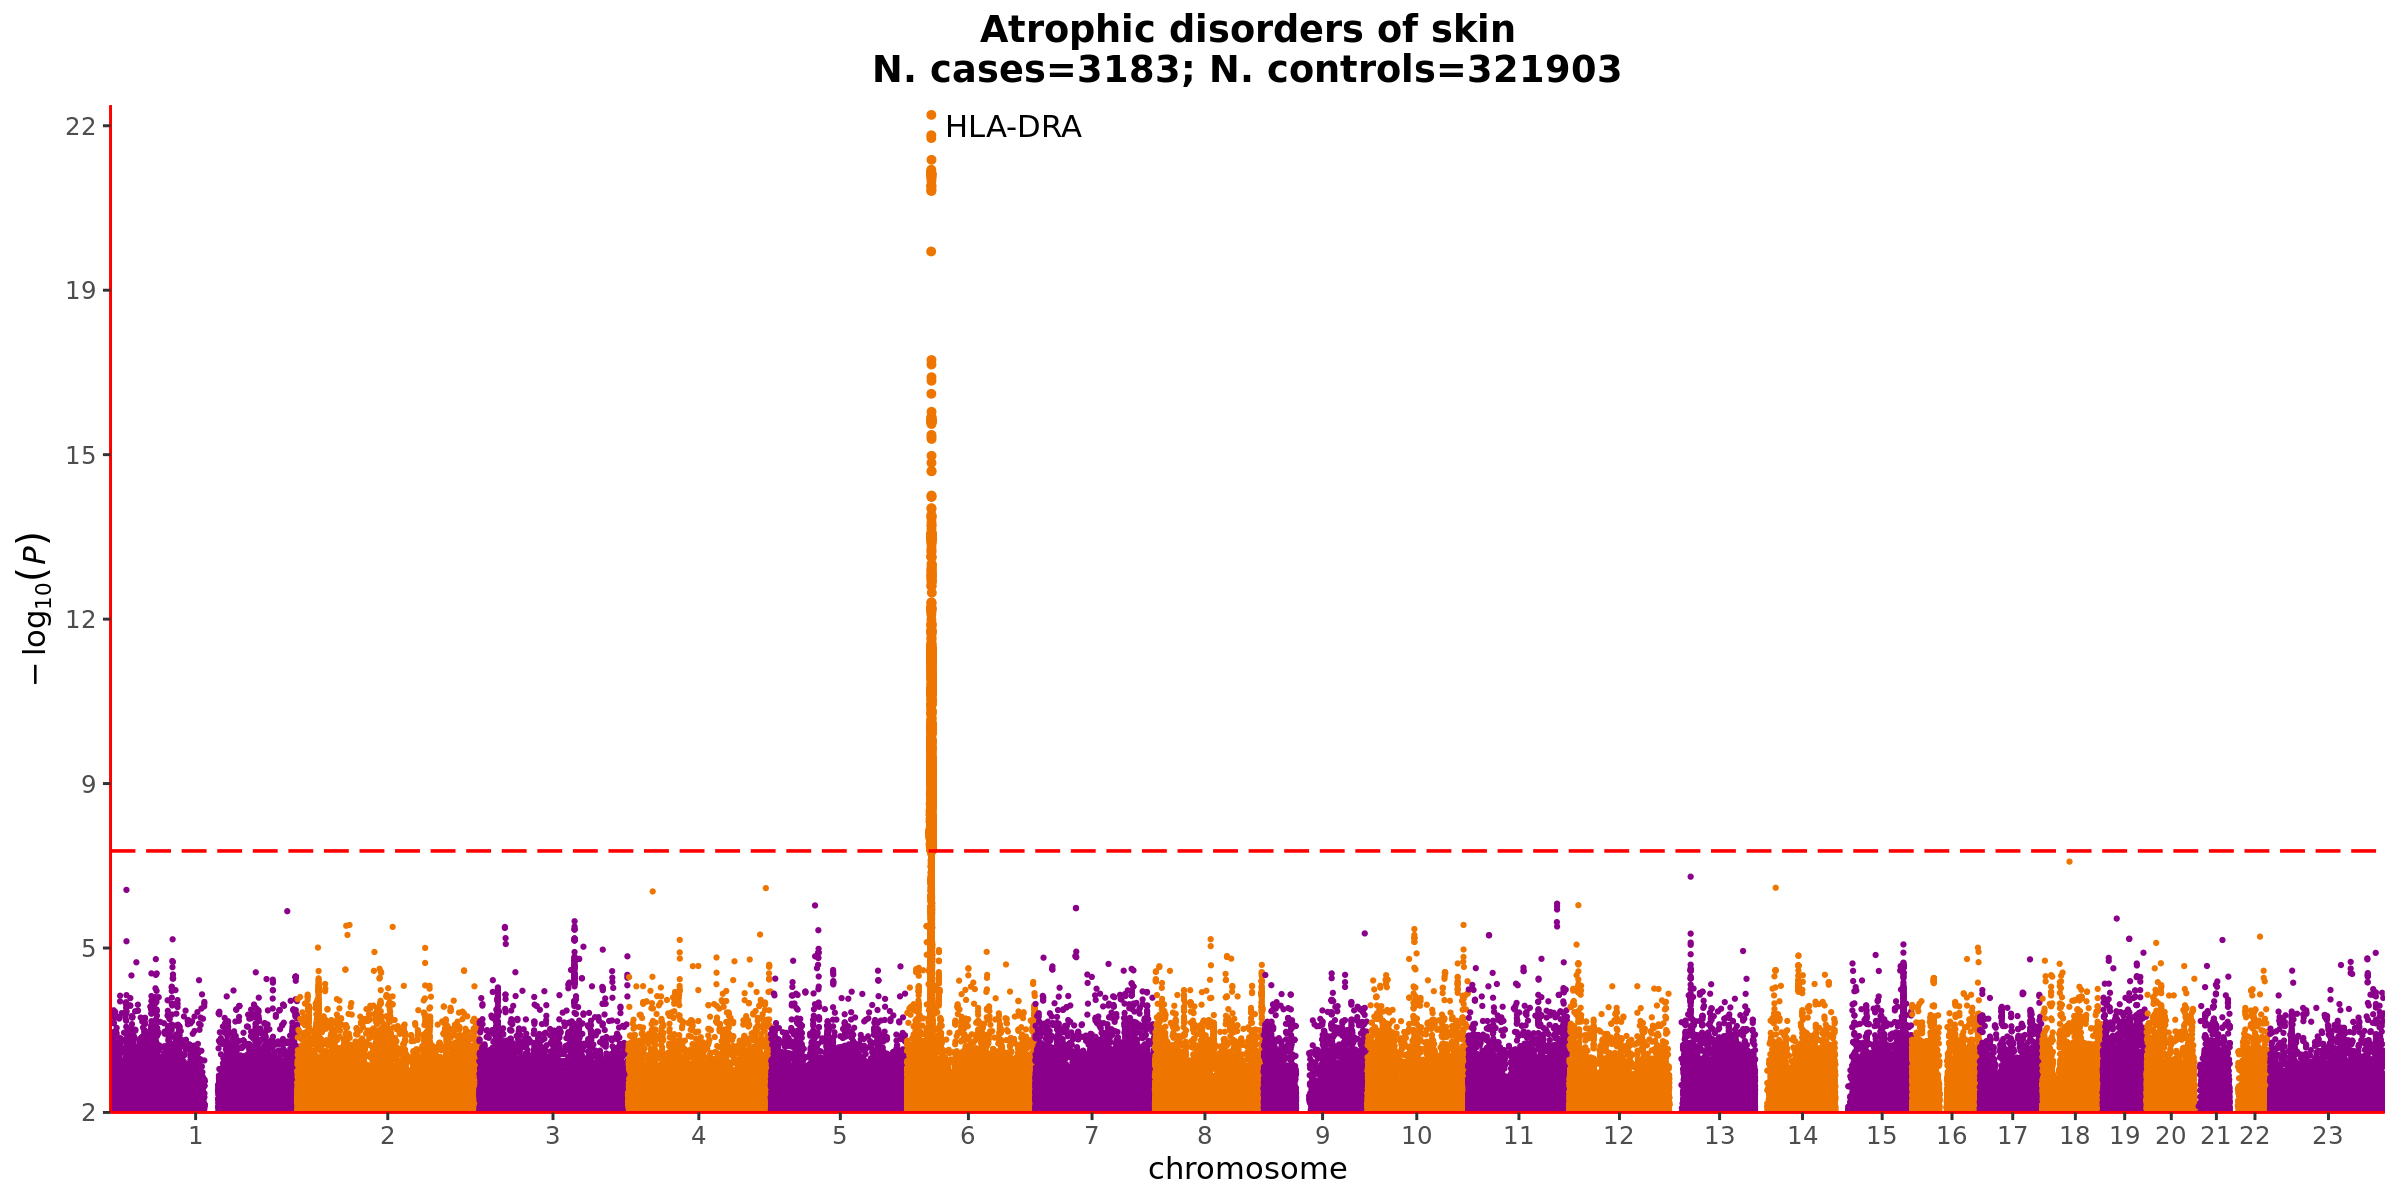 Atrophic disorders of skin
N. cases=3183; N. controls=321903
HLA-DRA
22
19
15
12
9
5
2
−log₁₀(P)
1 2 3 4 5 6 7 8 9 10 11 12 13 14 15 16 17 18 19 20 21 22 23
chromosome